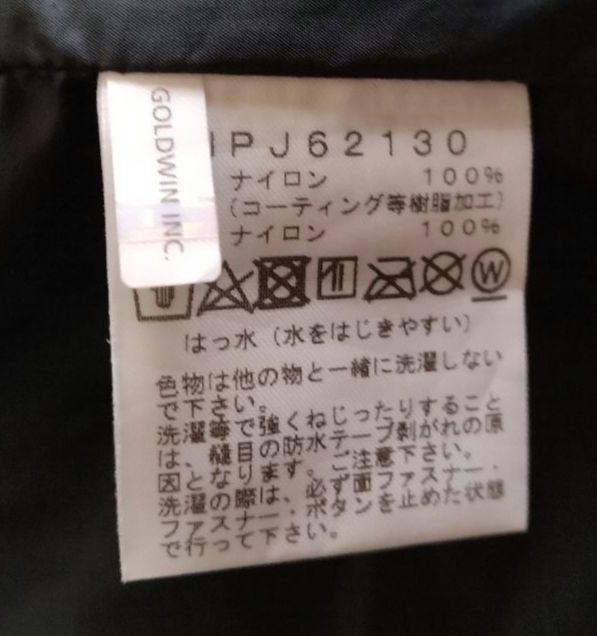 GOLDWIN INC.
PJ62130
ナイロン 100%
(コーティング等樹脂加工)
ナイロン 100%
W
はっ水（水をはじきやすい）
色物は他の物と一緒に洗濯しない
で下さい。
洗濯等で強くねじったりすること
は、縫目の防水テープ剥がれの原
因となります。ご注意下さい。
洗濯の際は、必ず面ファスナー・
ファスナー・ボタンを止めた状態
で行って下さい。